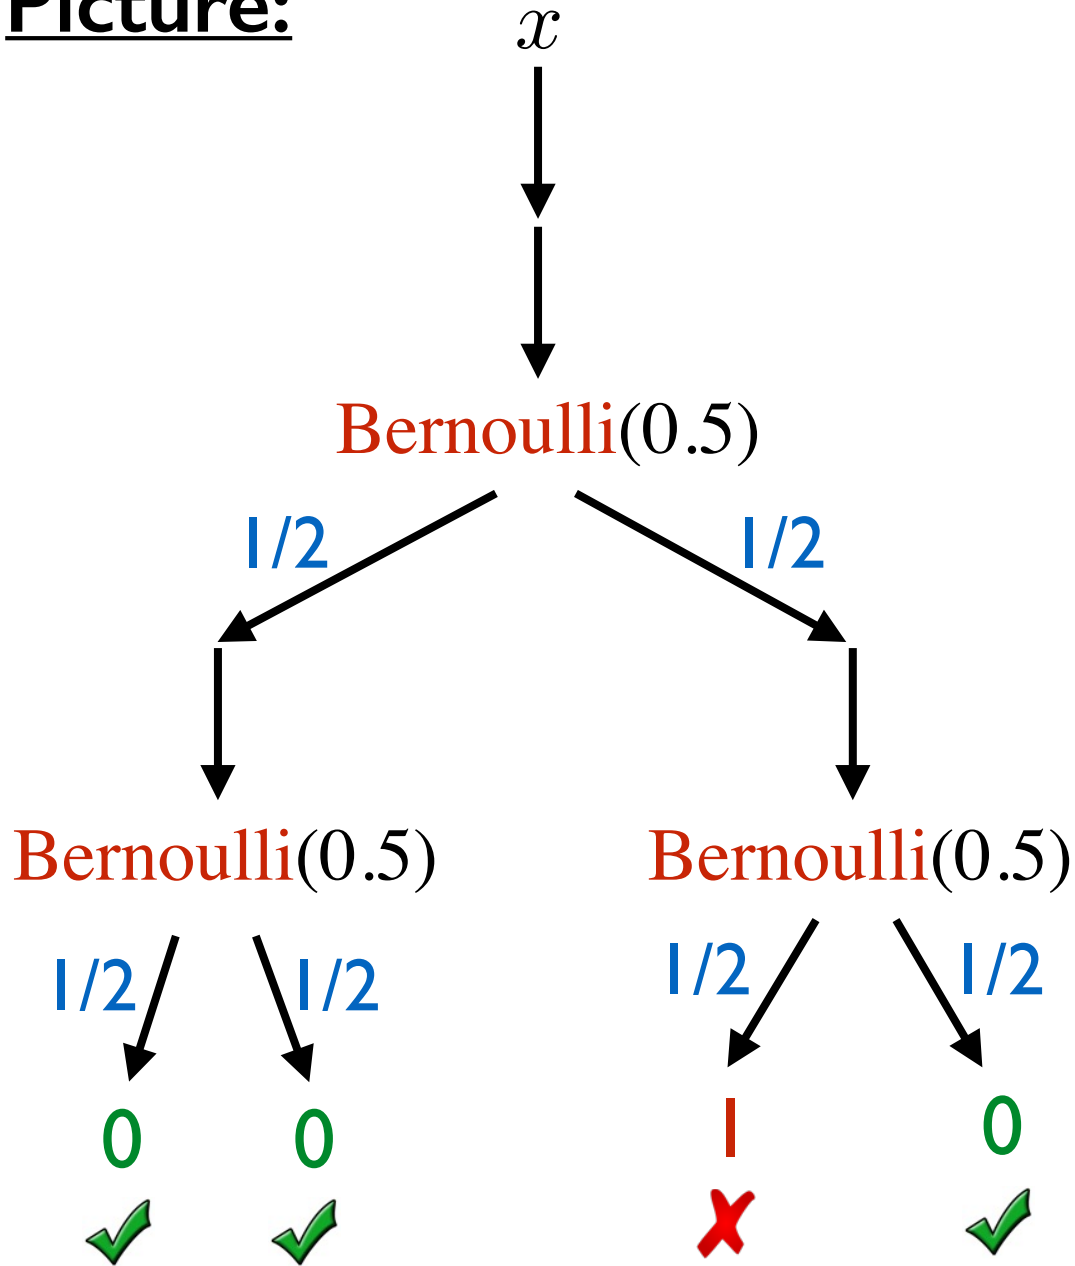 Picture:
x
Bernoulli(0.5)
1/2 1/2
Bernoulli(0.5) Bernoulli(0.5)
1/2 1/2 1/2 1/2
0 0 1 0